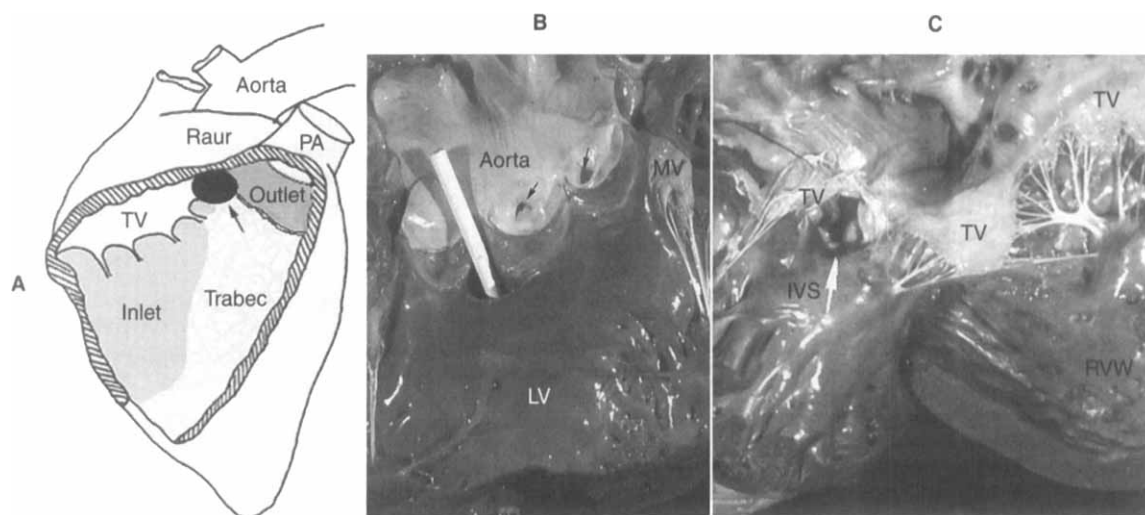 A
Aorta
Raur
PA
Outlet
TV
Inlet
Trabec
B
Aorta
MV
LV
C
TV
TV
TV
IVS
RVW